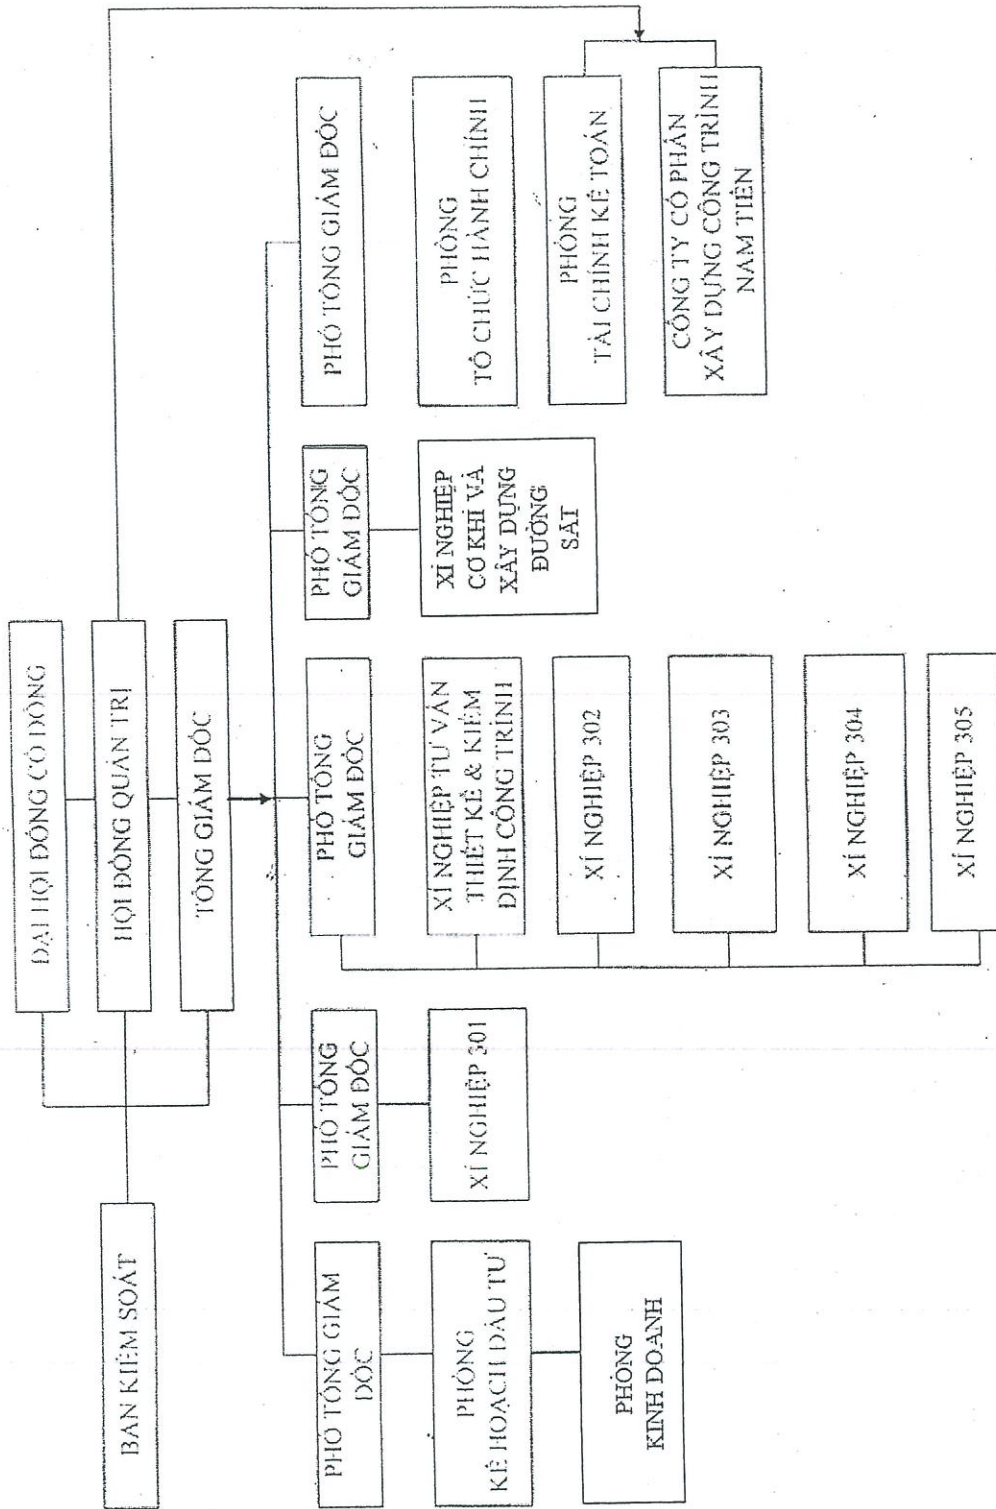 ĐẠI HỘI ĐỒNG CỔ ĐÔNG
BAN KIỂM SOÁT
HỘI ĐỒNG QUẢN TRỊ
TỔNG GIÁM ĐỐC
PHÓ TỔNG GIÁM
ĐỐC
PHÓ TỔNG
GIÁM ĐỐC
PHÓ TỔNG
GIÁM ĐỐC
PHÓ TỔNG
GIÁM ĐỐC
PHÓ TỔNG GIÁM ĐỐC
PHÒNG
KẾ HOẠCH ĐẦU TƯ
XÍ NGHIỆP 301
XÍ NGHIỆP TƯ VẤN
THIẾT KẾ & KIỂM
ĐỊNH CÔNG TRÌNH
XÍ NGHIỆP
CƠ KHÍ VÀ
XÂY DỰNG
ĐƯỜNG
SẮT
PHÒNG
TỔ CHỨC HÀNH CHÍNH
PHÒNG
KINH DOANH
XÍ NGHIỆP 302
PHÒNG
TÀI CHÍNH KẾ TOÁN
XÍ NGHIỆP 303
CÔNG TY CỔ PHẦN
XÂY DỰNG CÔNG TRÌNH
NAM TIẾN
XÍ NGHIỆP 304
XÍ NGHIỆP 305